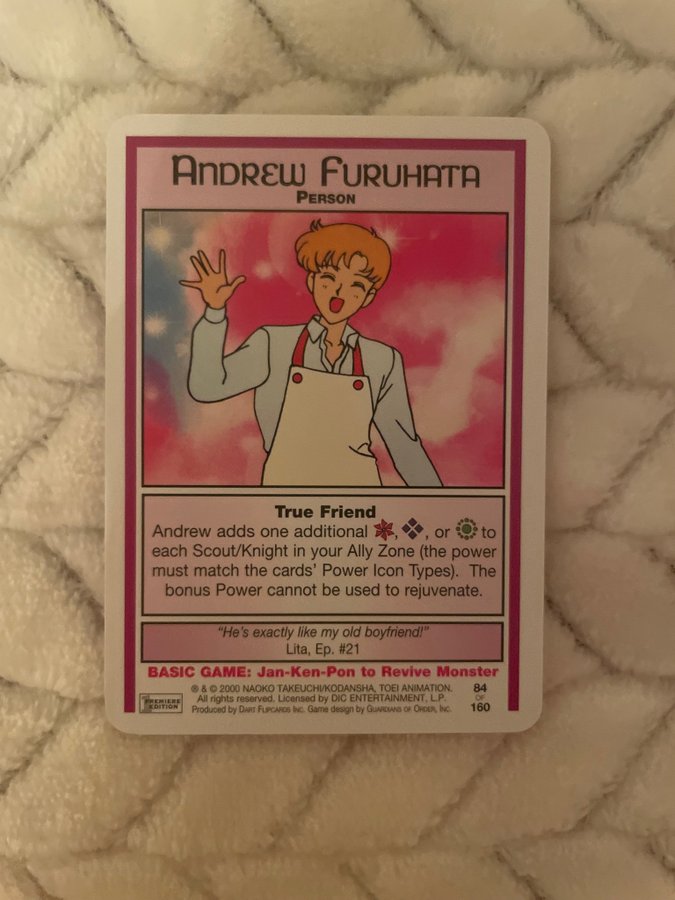 ANDREW FURUHATA
PERSON
True Friend
Andrew adds one additional , , or to
each Scout/Knight in your Ally Zone (the power
must match the cards' Power Icon Types). The
bonus Power cannot be used to rejuvenate.
"He's exactly like my old boyfriend!"
Lita, Ep. #21
BASIC GAME: Jan-Ken-Pon to Revive Monster
® & © 2000 NAOKO TAKEUCHI/KODANSHA, TOEI ANIMATION.
All rights reserved. Licensed by DIC ENTERTAINMENT, L.P.
Produced by DART FLIPCARDS INC. Game design by GUARDIANS OF ORDER, INC.
PREMIERE
EDITION
84
OF
160